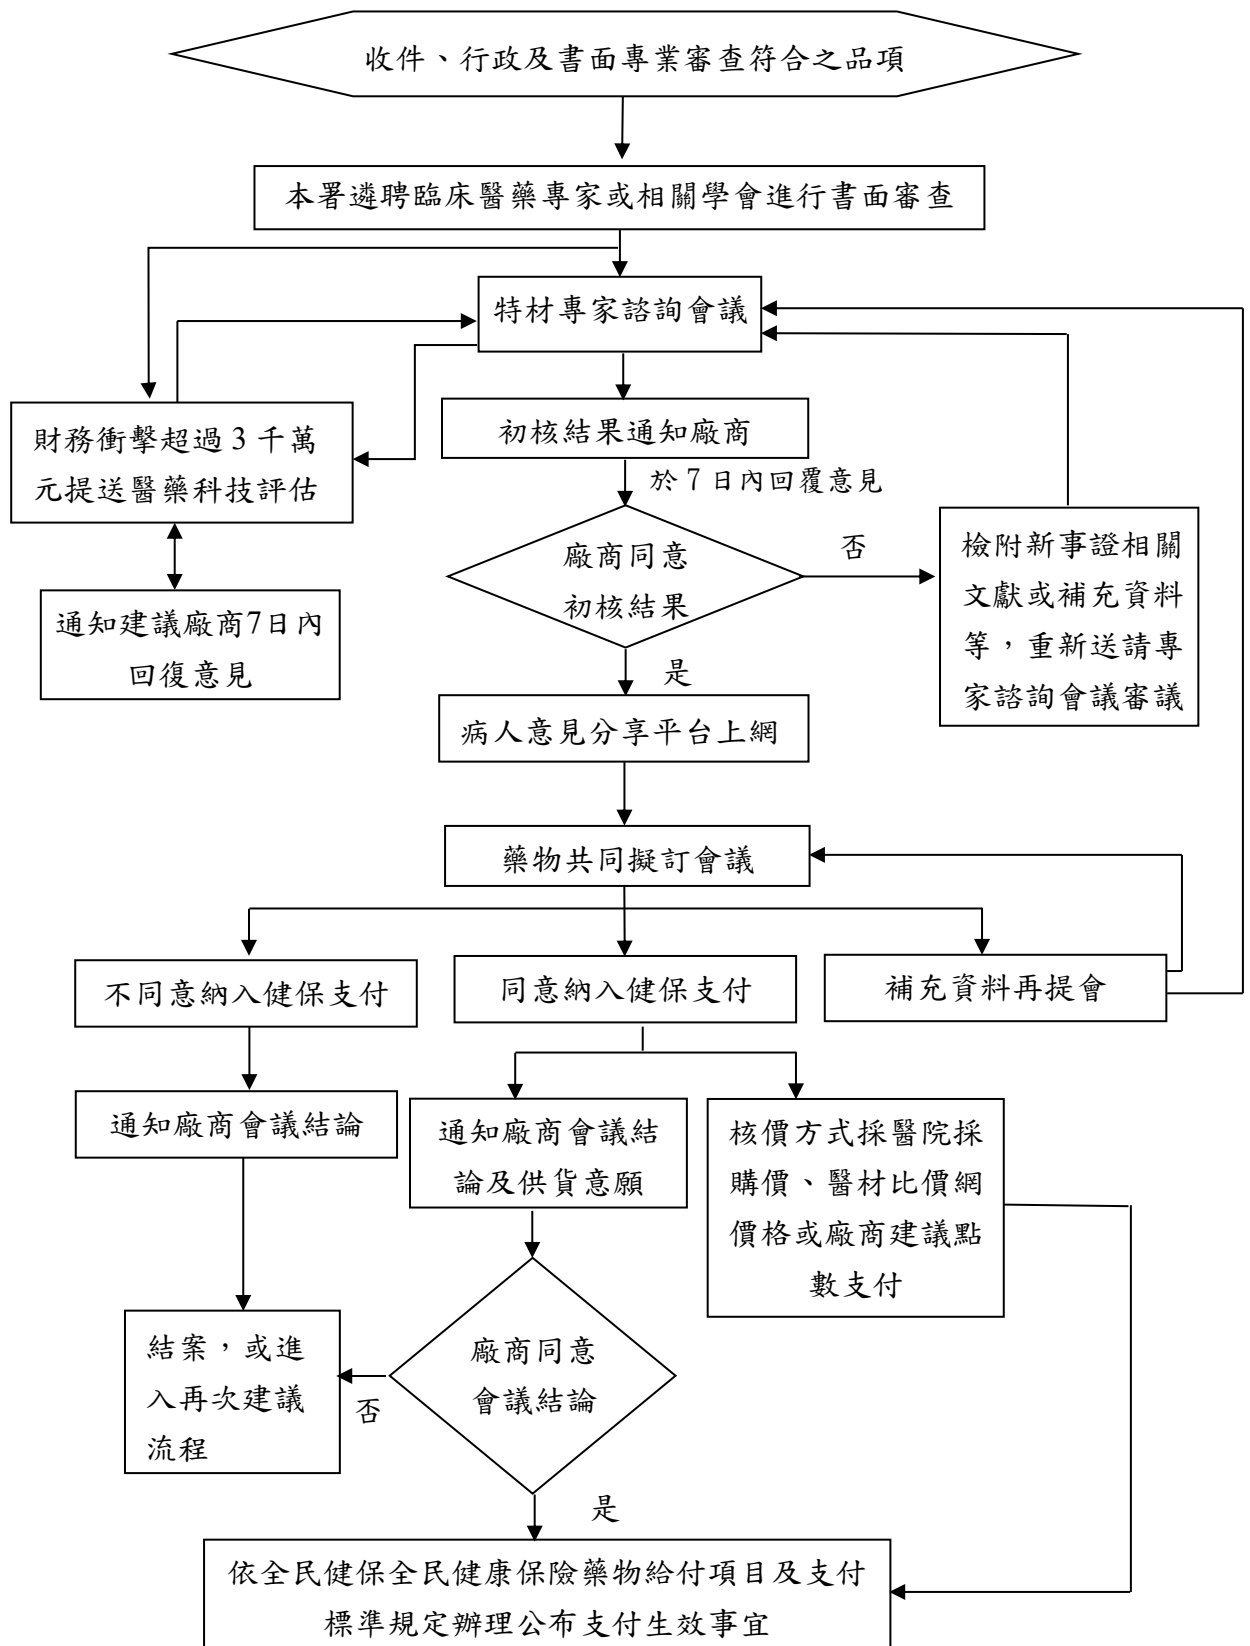 收件、行政及書面專業審查符合之品項
本署遴聘臨床醫藥專家或相關學會進行書面審查
特材專家諮詢會議
財務衝擊超過 3 千萬
元提送醫藥科技評估
初核結果通知廠商
於 7 日內回覆意見
通知建議廠商7日內
回復意見
廠商同意
初核結果
否
檢附新事證相關
文獻或補充資料
等，重新送請專
家諮詢會議審議
是
病人意見分享平台上網
藥物共同擬訂會議
不同意納入健保支付
同意納入健保支付
補充資料再提會
通知廠商會議結論
通知廠商會議結
論及供貨意願
核價方式採醫院採
購價、醫材比價網
價格或廠商建議點
數支付
結案，或進
入再次建議
流程
否
廠商同意
會議結論
是
依全民健保全民健康保險藥物給付項目及支付
標準規定辦理公布支付生效事宜